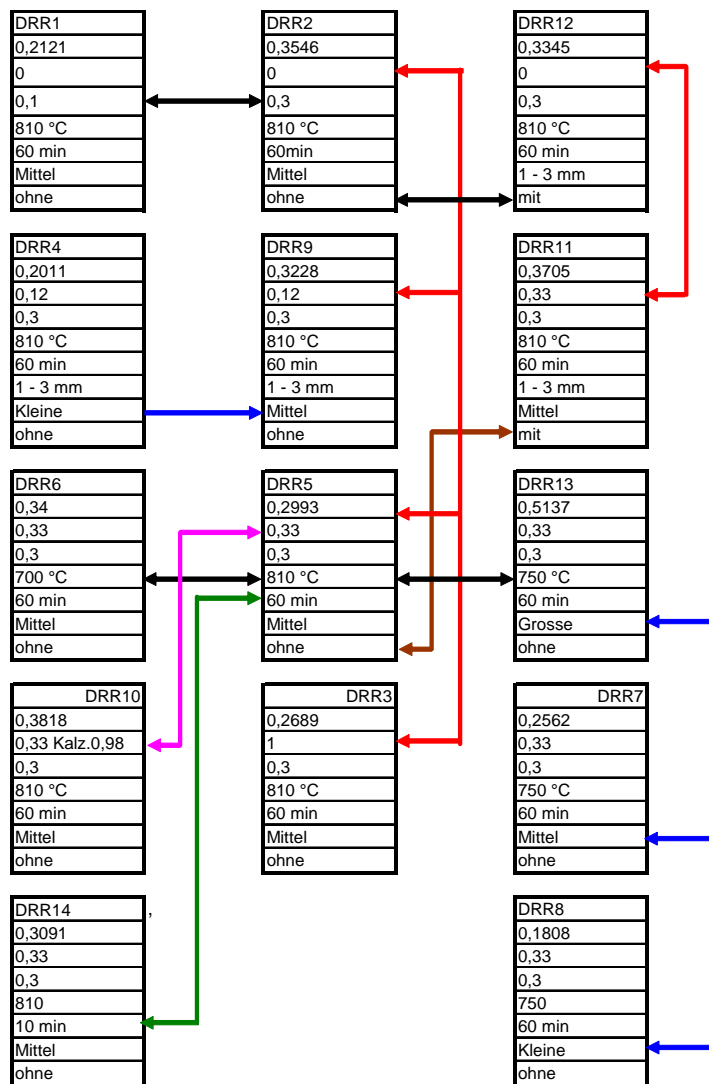 DRR1
0,2121
0
0,1
810 °C
60 min
Mittel
ohne
DRR2
0,3546
0
0,3
810 °C
60min
Mittel
ohne
DRR12
0,3345
0
0,3
810 °C
60 min
1 - 3 mm
mit
DRR4
0,2011
0,12
0,3
810 °C
60 min
1 - 3 mm
Kleine
ohne
DRR9
0,3228
0,12
0,3
810 °C
60 min
1 - 3 mm
Mittel
ohne
DRR11
0,3705
0,33
0,3
810 °C
60 min
1 - 3 mm
Mittel
mit
DRR6
0,34
0,33
0,3
700 °C
60 min
Mittel
ohne
DRR5
0,2993
0,33
0,3
810 °C
60 min
Mittel
ohne
DRR13
0,5137
0,33
0,3
750 °C
60 min
Grosse
ohne
DRR10
0,3818
0,33 Kalz.0,98
0,3
810 °C
60 min
Mittel
ohne
DRR3
0,2689
1
0,3
810 °C
60 min
Mittel
ohne
DRR7
0,2562
0,33
0,3
750 °C
60 min
Mittel
ohne
DRR14 ,
0,3091
0,33
0,3
810
10 min
Mittel
ohne
DRR8
0,1808
0,33
0,3
750
60 min
Kleine
ohne